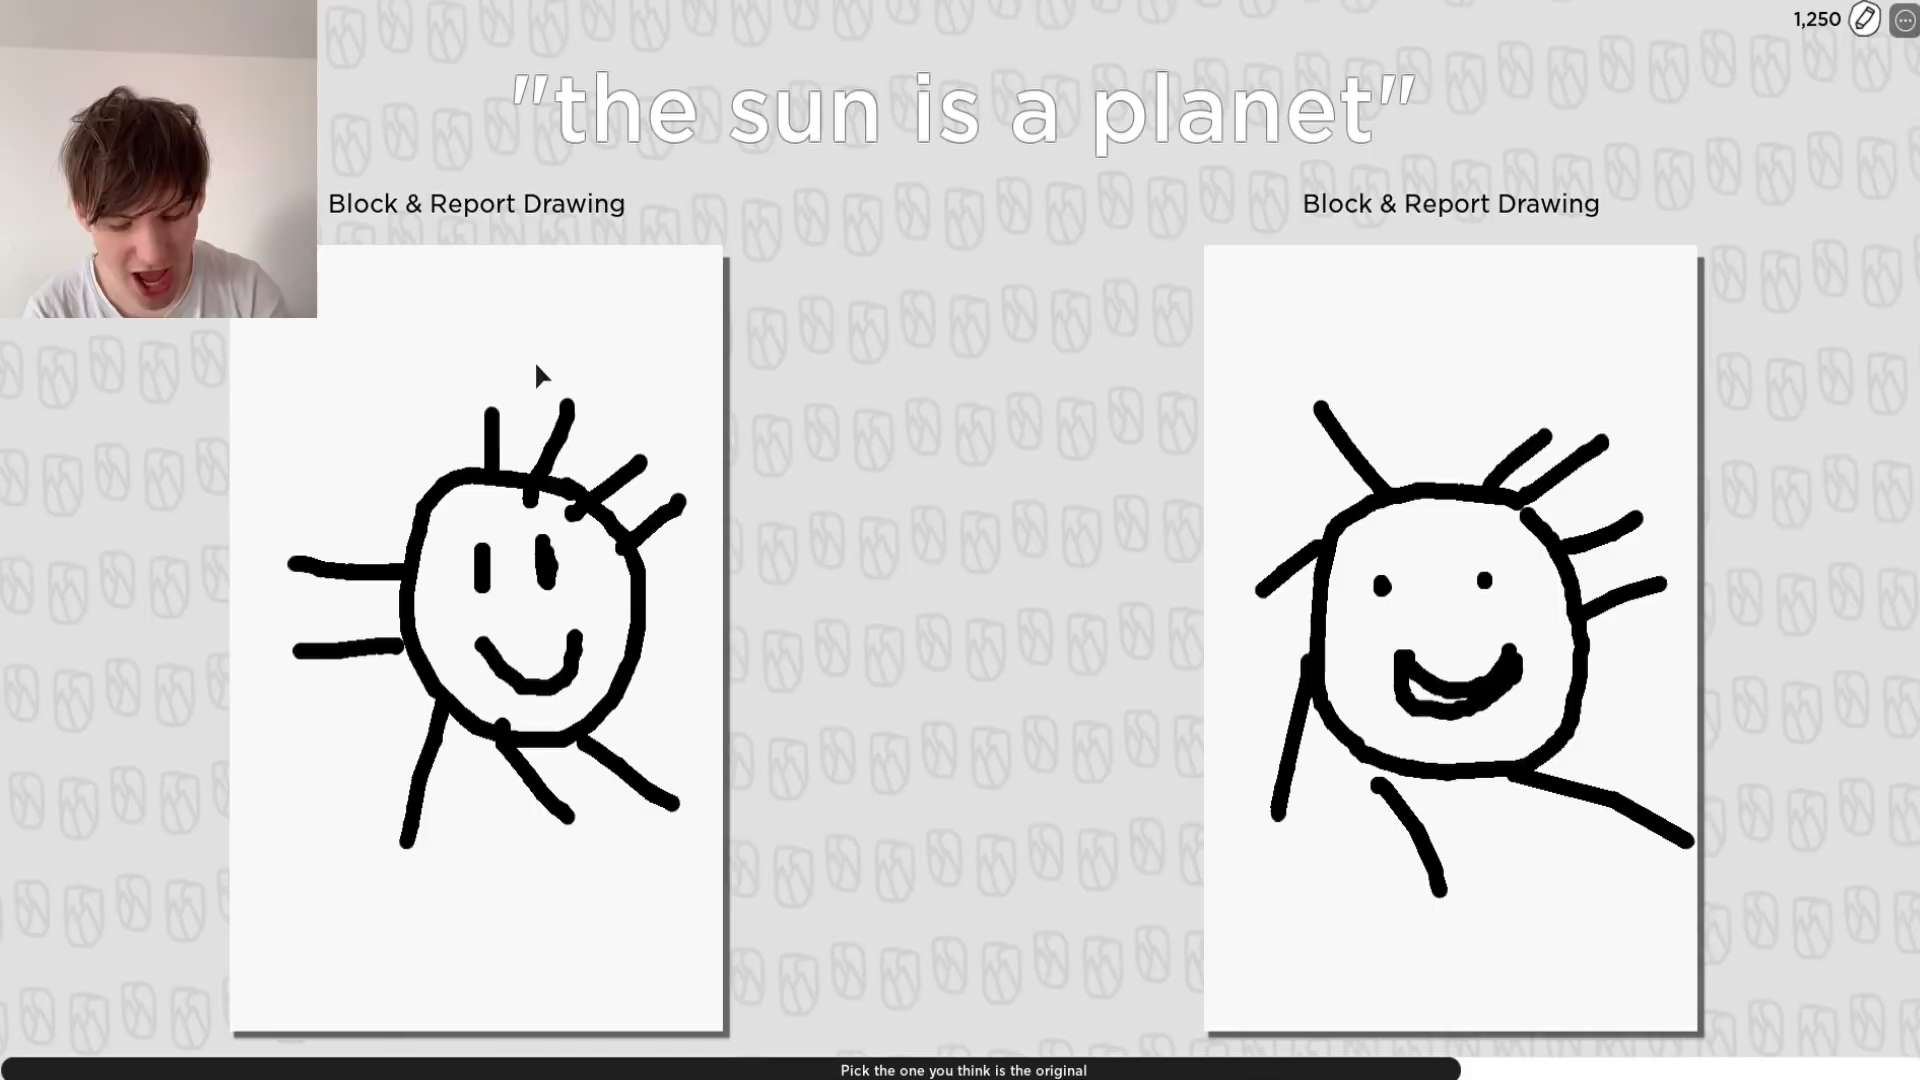 1,250
"the sun is a planet"
Block & Report Drawing
Block & Report Drawing
Pick the one you think is the original